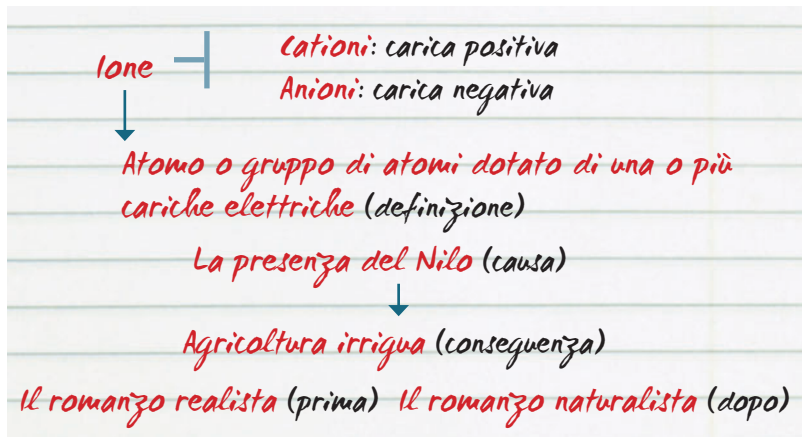 Ione
Cationi: carica positiva
Anioni: carica negativa
Atomo o gruppo di atomi dotato di una o più
cariche elettriche (definizione)
La presenza del Nilo (causa)
Agricoltura irrigua (conseguenza)
Il romanzo realista (prima) Il romanzo naturalista (dopo)